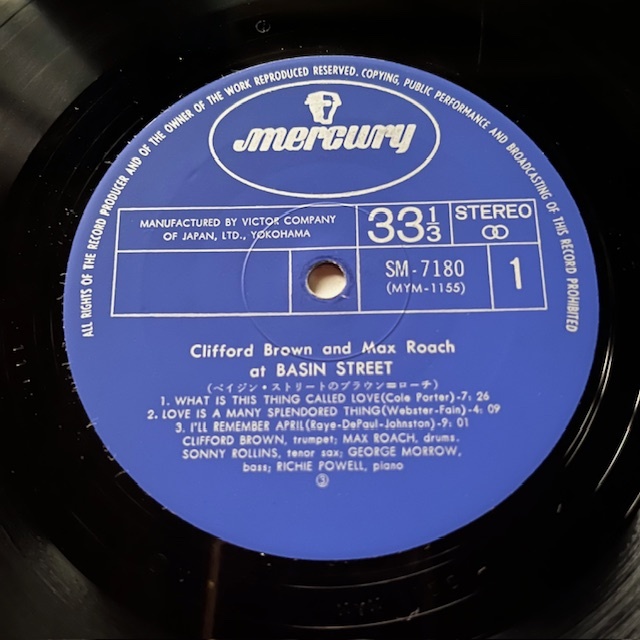 ALL RIGHTS OF THE RECORD PRODUCER AND OF THE OWNER OF THE WORK REPRODUCED RESERVED. COPYING, PUBLIC PERFORMANCE AND BROADCASTING OF THIS RECORD PROHIBITED
mercury
MANUFACTURED BY VICTOR COMPANY
OF JAPAN, LTD., YOKOHAMA
33 1/3
STEREO
SM-7180
(MYM-1155)
1
Clifford Brown and Max Roach
at BASIN STREET
(ベイジン・ストリートのブラウン=ローチ)
1. WHAT IS THIS THING CALLED LOVE(Cole Porter)-7:26
2. LOVE IS A MANY SPLENDORED THING(Webster-Fain)-4:09
3. I'LL REMEMBER APRIL(Raye-DePaul-Johnston)-9:01
CLIFFORD BROWN, trumpet; MAX ROACH, drums.
SONNY ROLLINS, tenor sax; GEORGE MORROW,
bass; RICHIE POWELL, piano
③